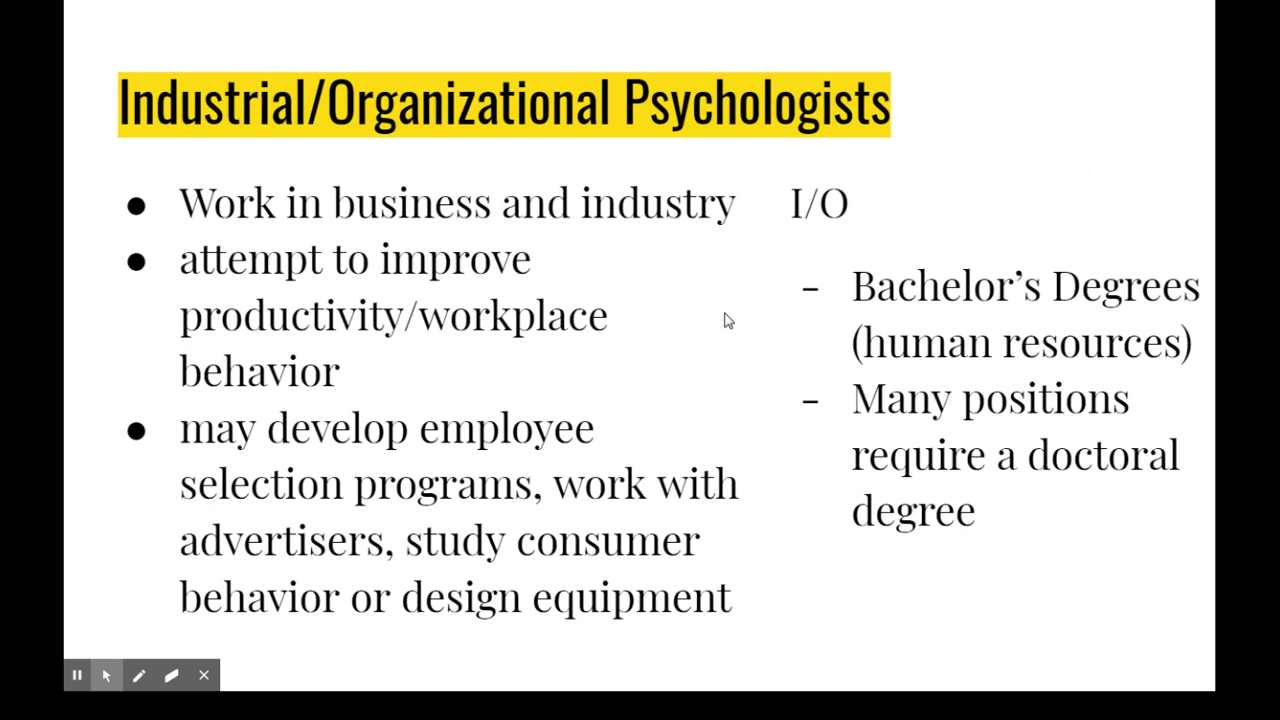 Industrial/Organizational Psychologists
● Work in business and industry
● attempt to improve
productivity/workplace
behavior
● may develop employee
selection programs, work with
advertisers, study consumer
behavior or design equipment
I/O
- Bachelor’s Degrees
(human resources)
- Many positions
require a doctoral
degree